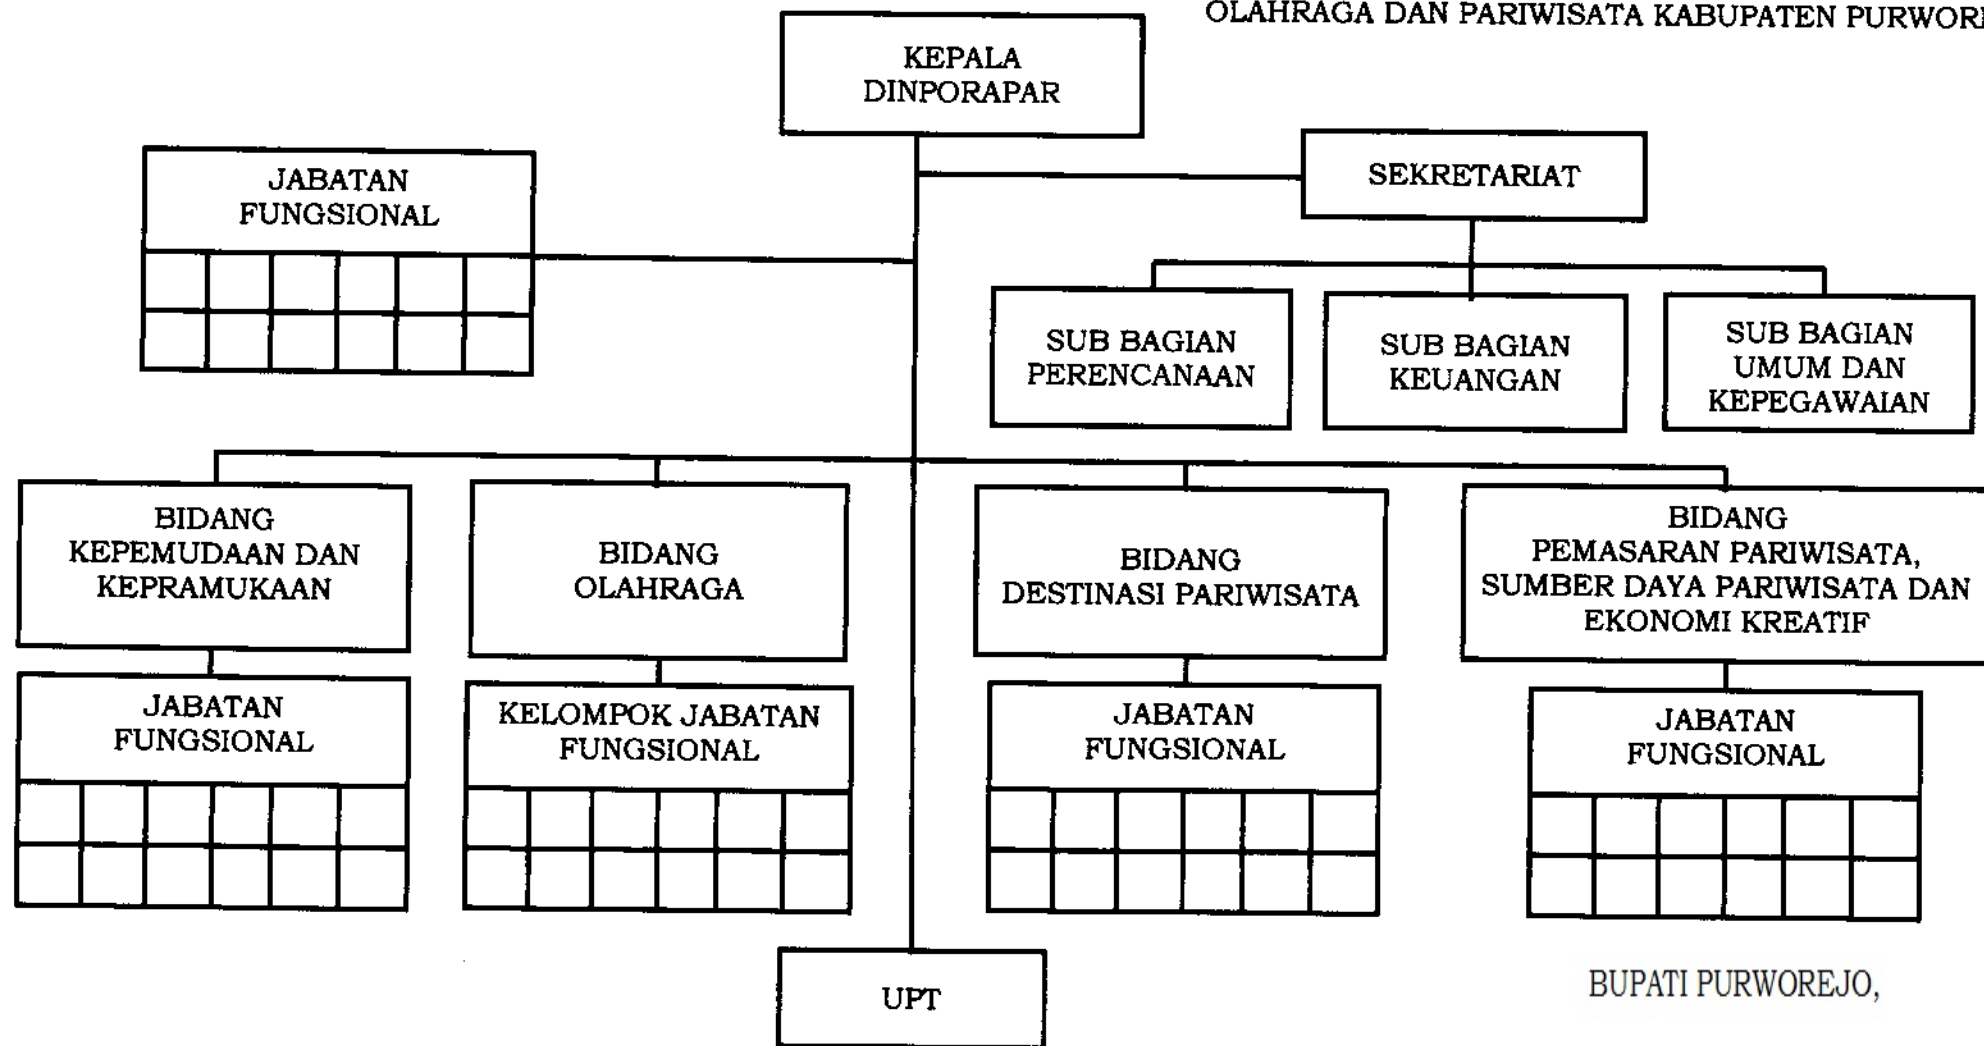 OLAHRAGA DAN PARIWISATA KABUPATEN PURWORE
KEPALA
DINPORAPAR
JABATAN
FUNGSIONAL
SEKRETARIAT
SUB BAGIAN
PERENCANAAN
SUB BAGIAN
KEUANGAN
SUB BAGIAN
UMUM DAN
KEPEGAWAIAN
BIDANG
KEPEMUDAAN DAN
KEPRAMUKAAN
BIDANG
OLAHRAGA
BIDANG
DESTINASI PARIWISATA
BIDANG
PEMASARAN PARIWISATA,
SUMBER DAYA PARIWISATA DAN
EKONOMI KREATIF
JABATAN
FUNGSIONAL
KELOMPOK JABATAN
FUNGSIONAL
JABATAN
FUNGSIONAL
JABATAN
FUNGSIONAL
UPT
BUPATI PURWOREJO,